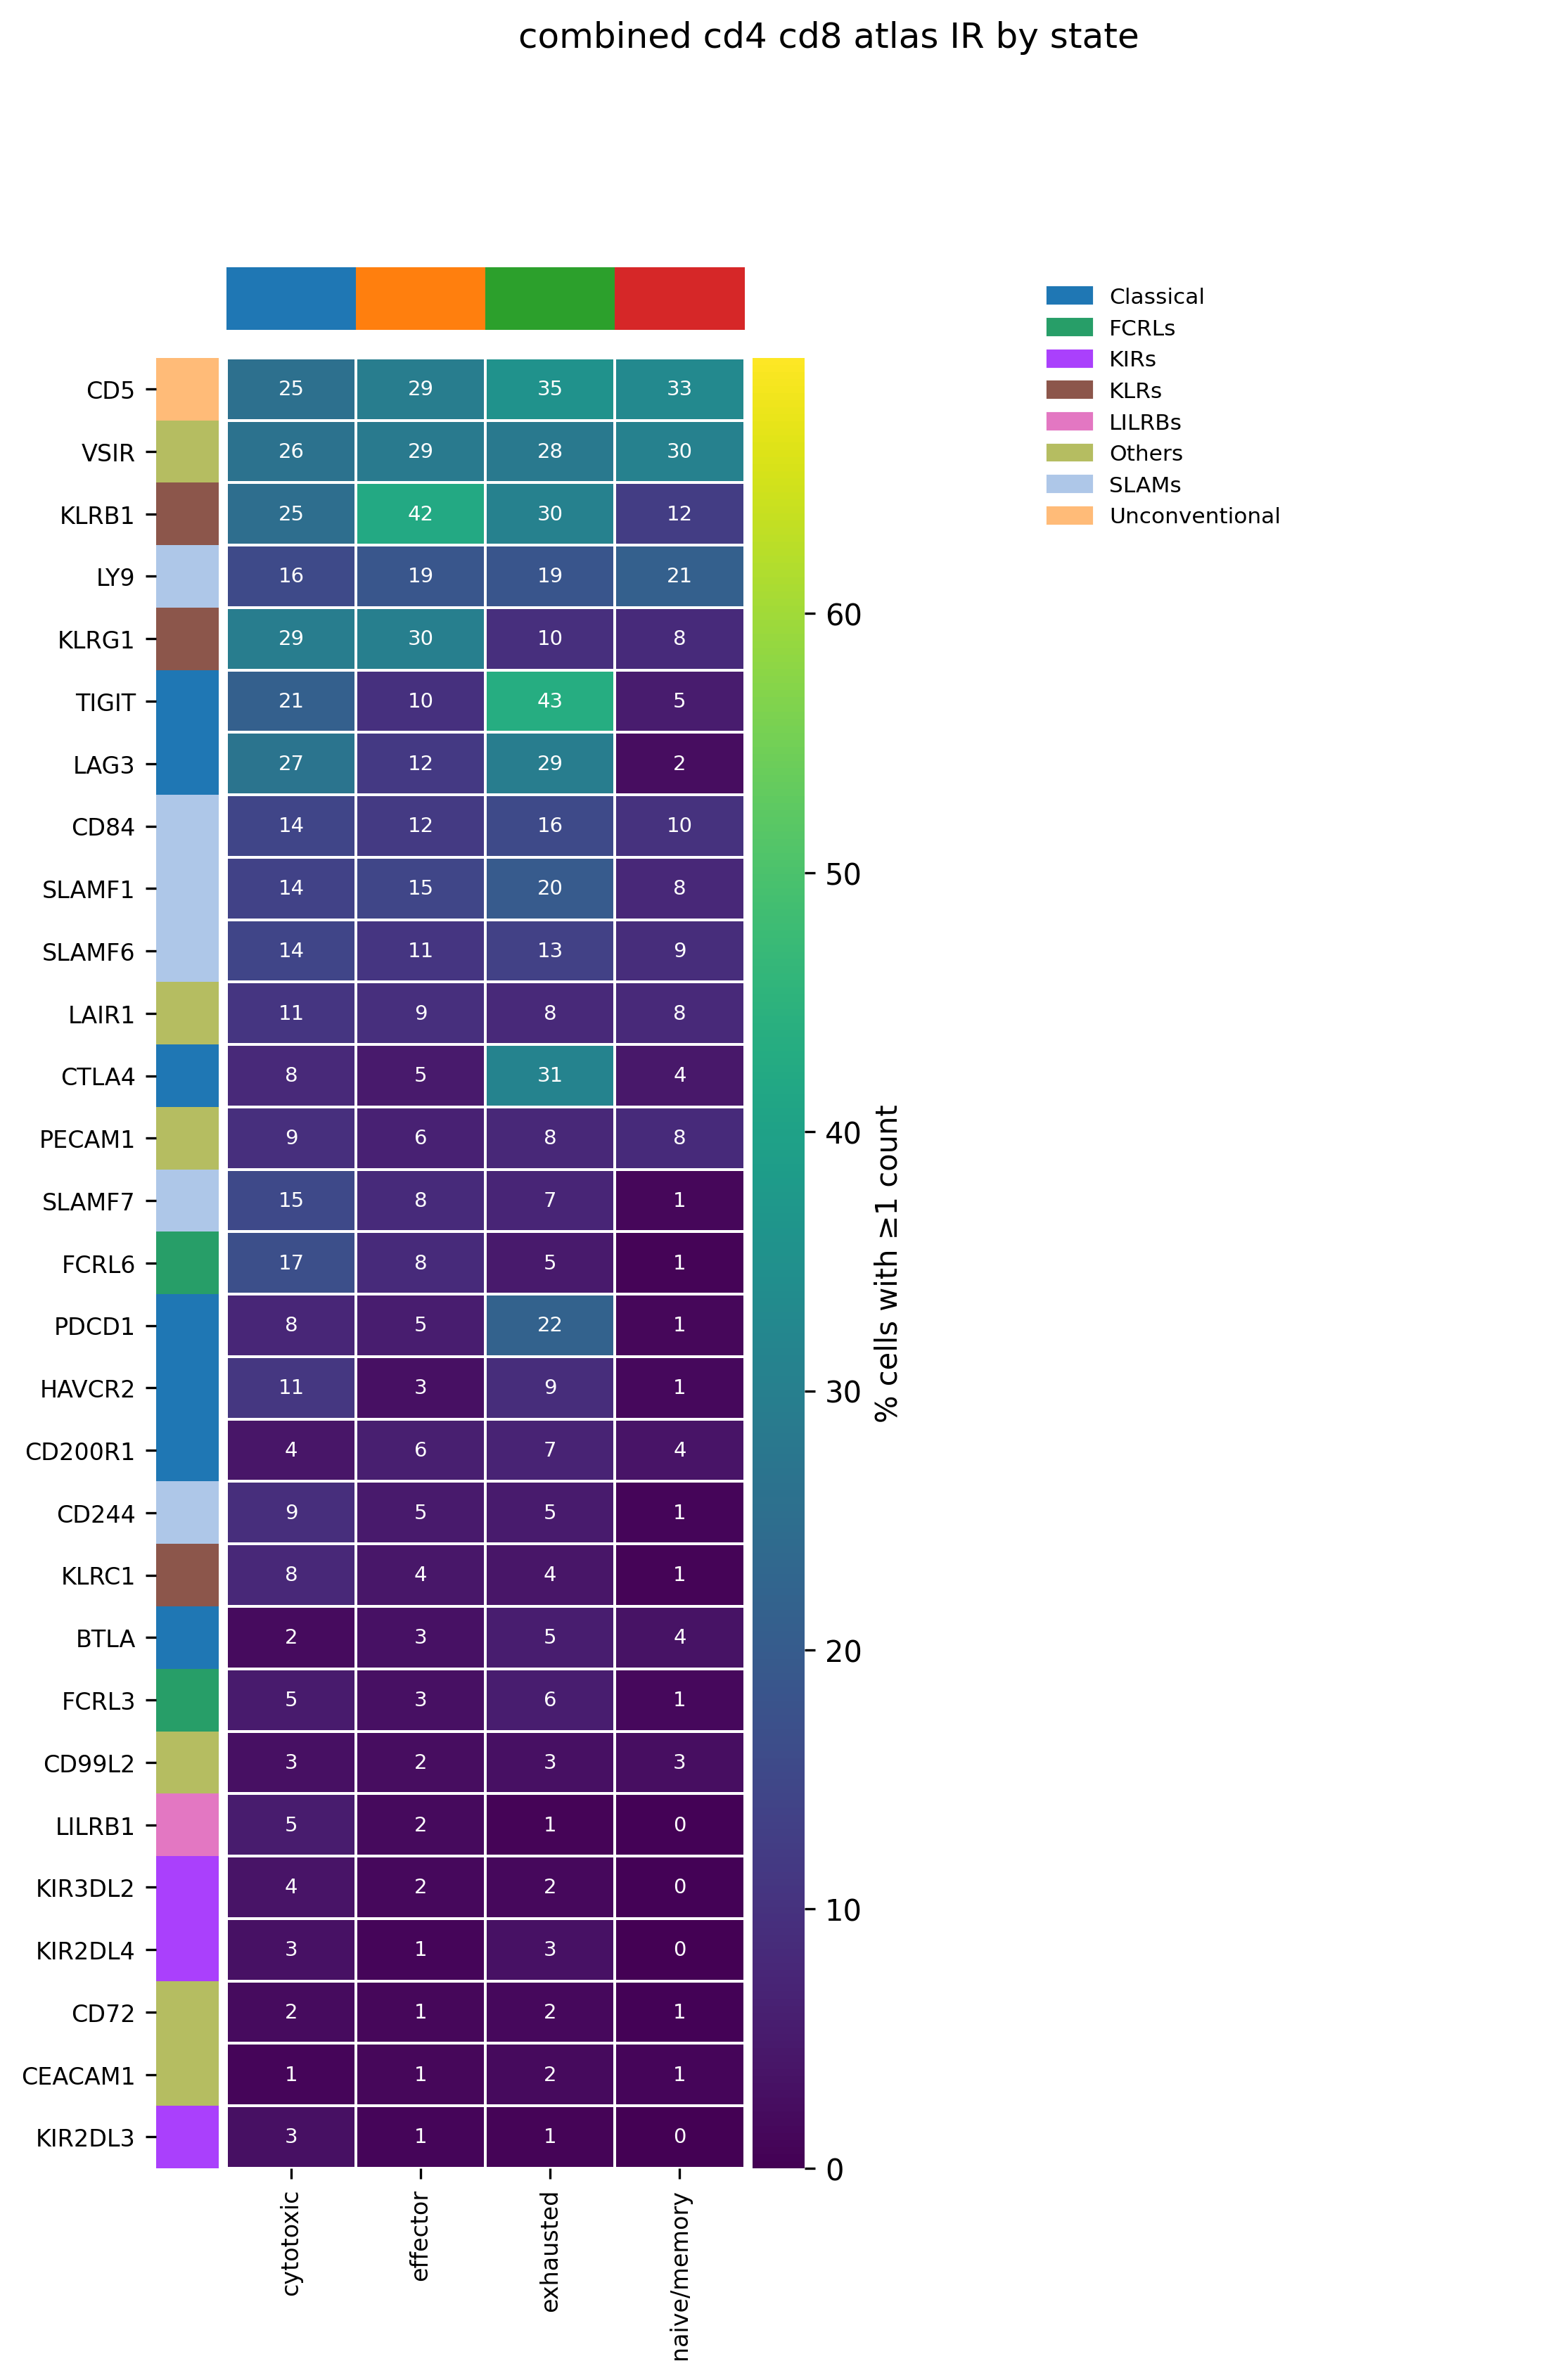 combined cd4 cd8 atlas IR by state
Classical
FCRLs
KIRs
KLRs
LILRBs
Others
SLAMs
Unconventional
CD5 25 29 35 33
VSIR 26 29 28 30
KLRB1 25 42 30 12
LY9 16 19 19 21
KLRG1 29 30 10 8
TIGIT 21 10 43 5
LAG3 27 12 29 2
CD84 14 12 16 10
SLAMF1 14 15 20 8
SLAMF6 14 11 13 9
LAIR1 11 9 8 8
CTLA4 8 5 31 4
PECAM1 9 6 8 8
SLAMF7 15 8 7 1
FCRL6 17 8 5 1
PDCD1 8 5 22 1
HAVCR2 11 3 9 1
CD200R1 4 6 7 4
CD244 9 5 5 1
KLRC1 8 4 4 1
BTLA 2 3 5 4
FCRL3 5 3 6 1
CD99L2 3 2 3 3
LILRB1 5 2 1 0
KIR3DL2 4 2 2 0
KIR2DL4 3 1 3 0
CD72 2 1 2 1
CEACAM1 1 1 2 1
KIR2DL3 3 1 1 0
cytotoxic
effector
exhausted
naive/memory
60
50
40
30
20
10
0
% cells with ≥1 count